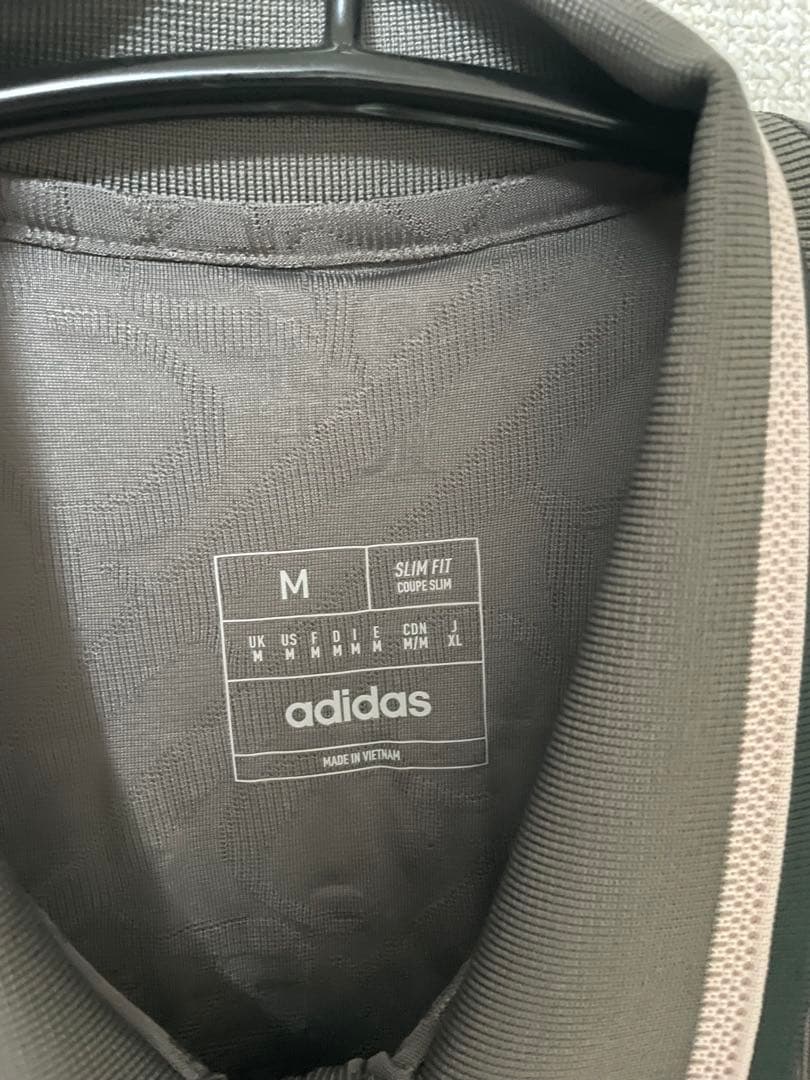 M
SLIM FIT
COUPE SLIM
UK US F D I E CDN J
M M M M M M M/M XL
adidas
MADE IN VIETNAM